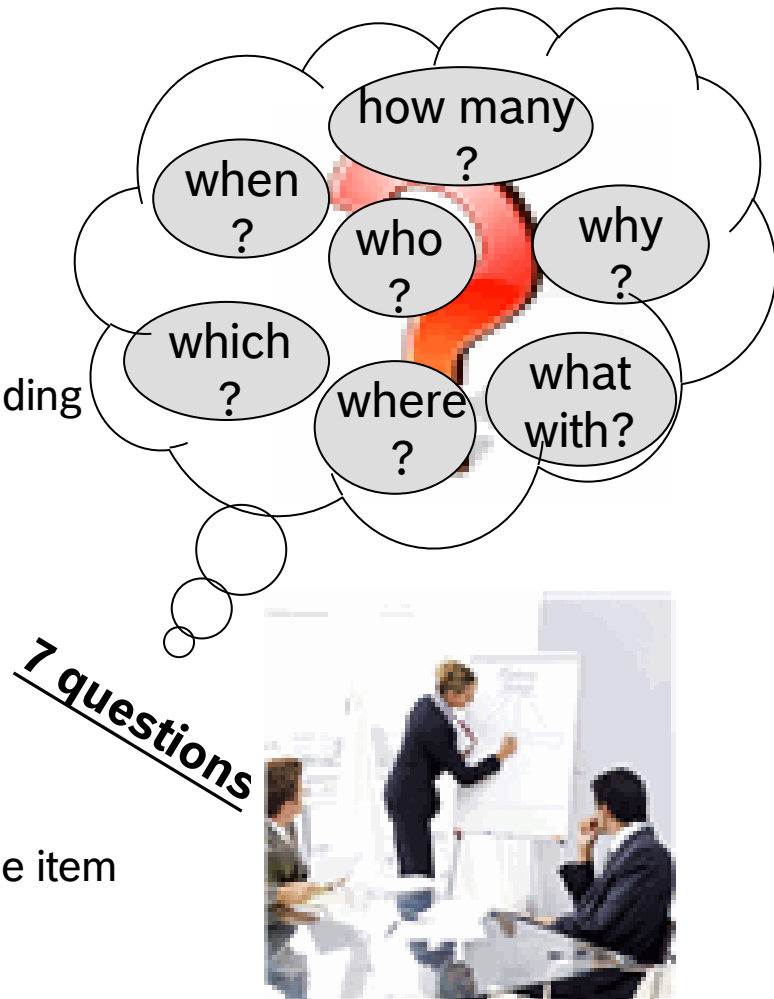 how many
?
when
?
who
?
why
?
which
?
what
with?
where
?
ding
7 questions
e item